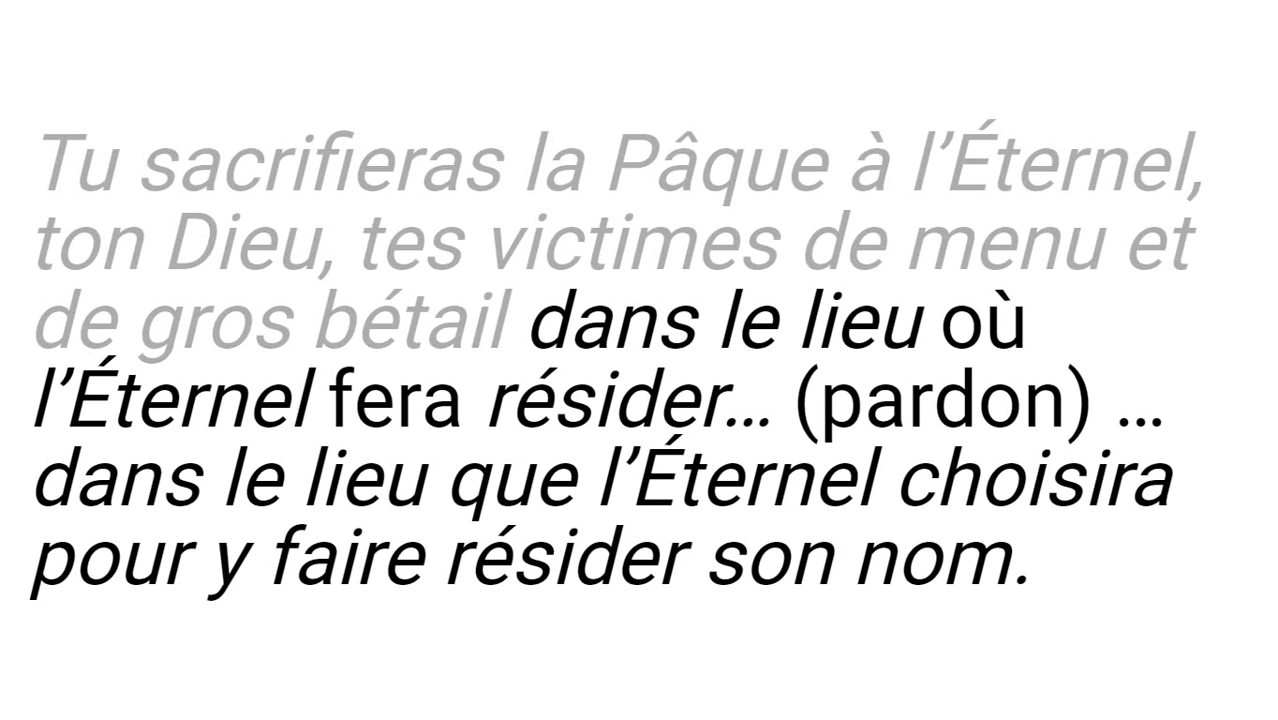 Tu sacrifieras la Pâque à l’Éternel,
ton Dieu, tes victimes de menu et
de gros bétail dans le lieu où
l’Éternel fera résider… (pardon) …
dans le lieu que l’Éternel choisira
pour y faire résider son nom.